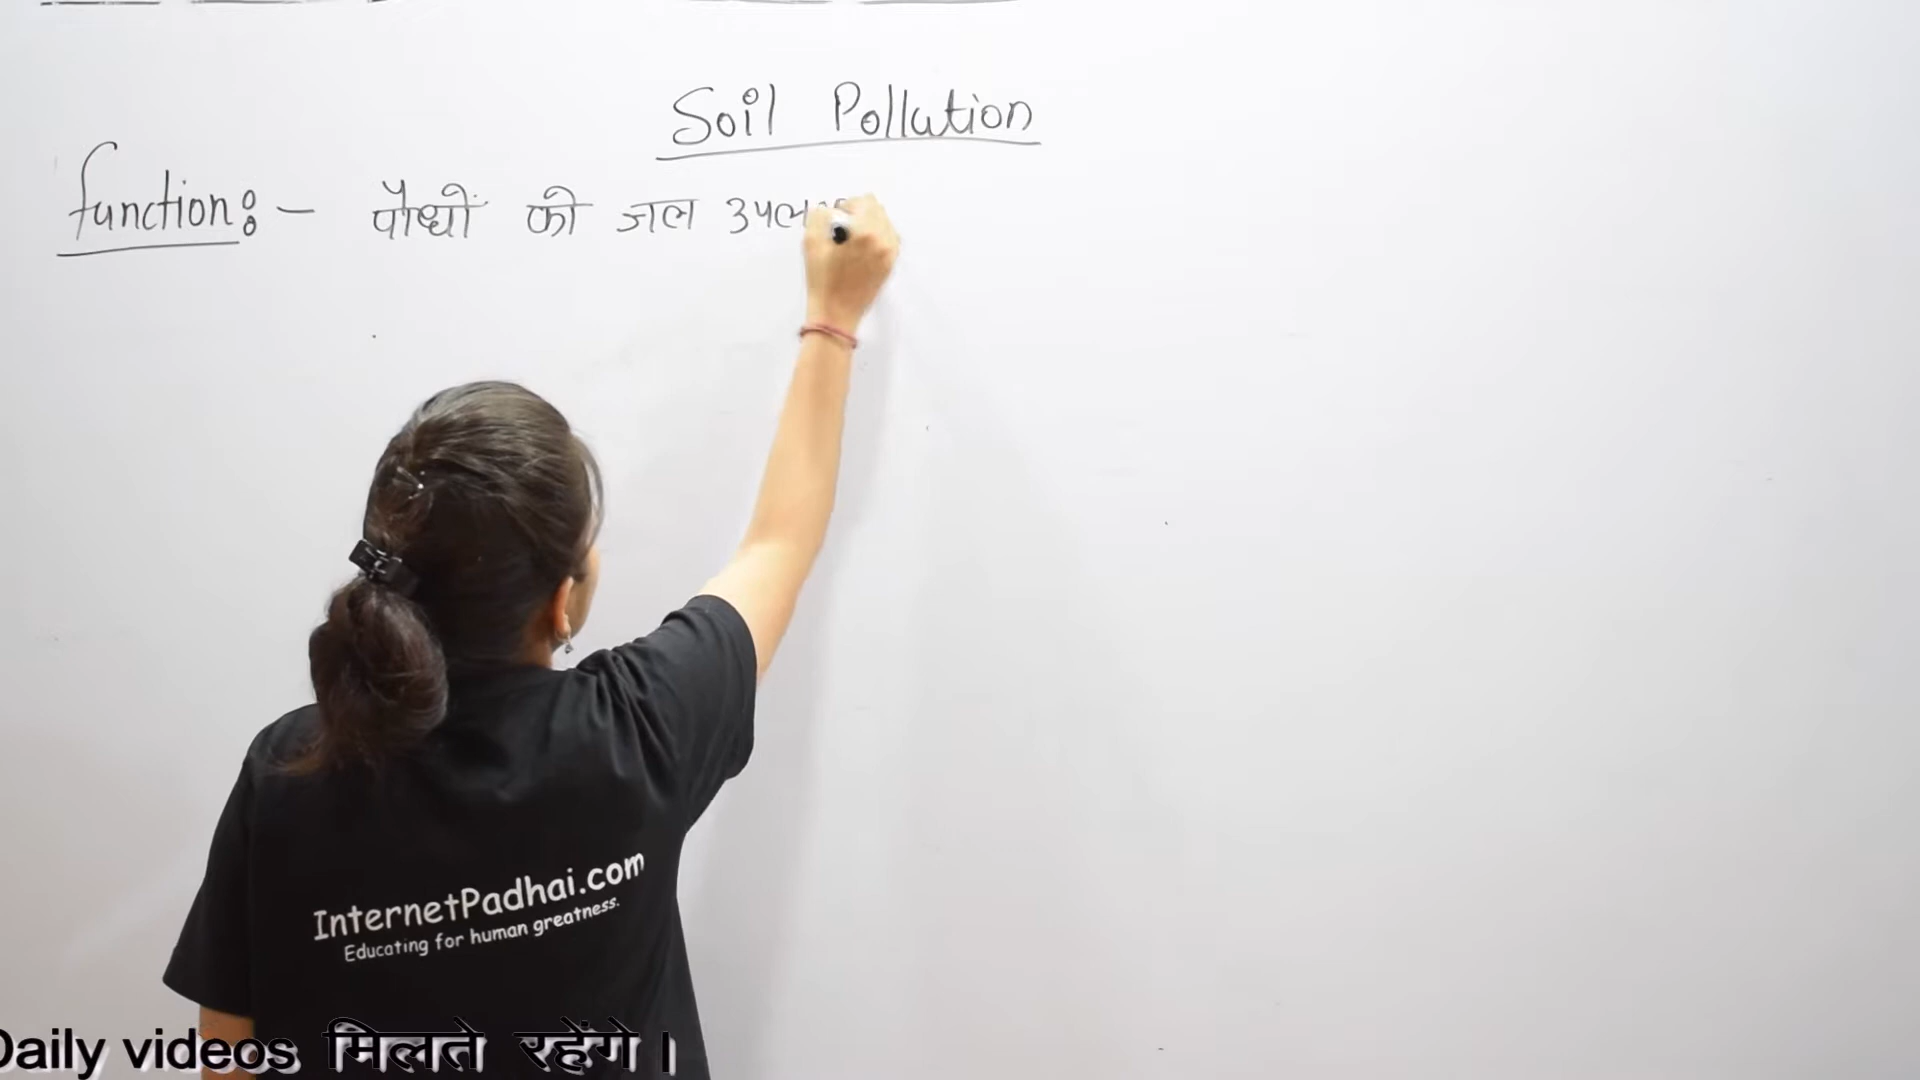 Soil Pollution
function:- पौधों को जल
InternetPadhai.com
Educating for human greatness.
Daily videos मिलते रहेंगे।